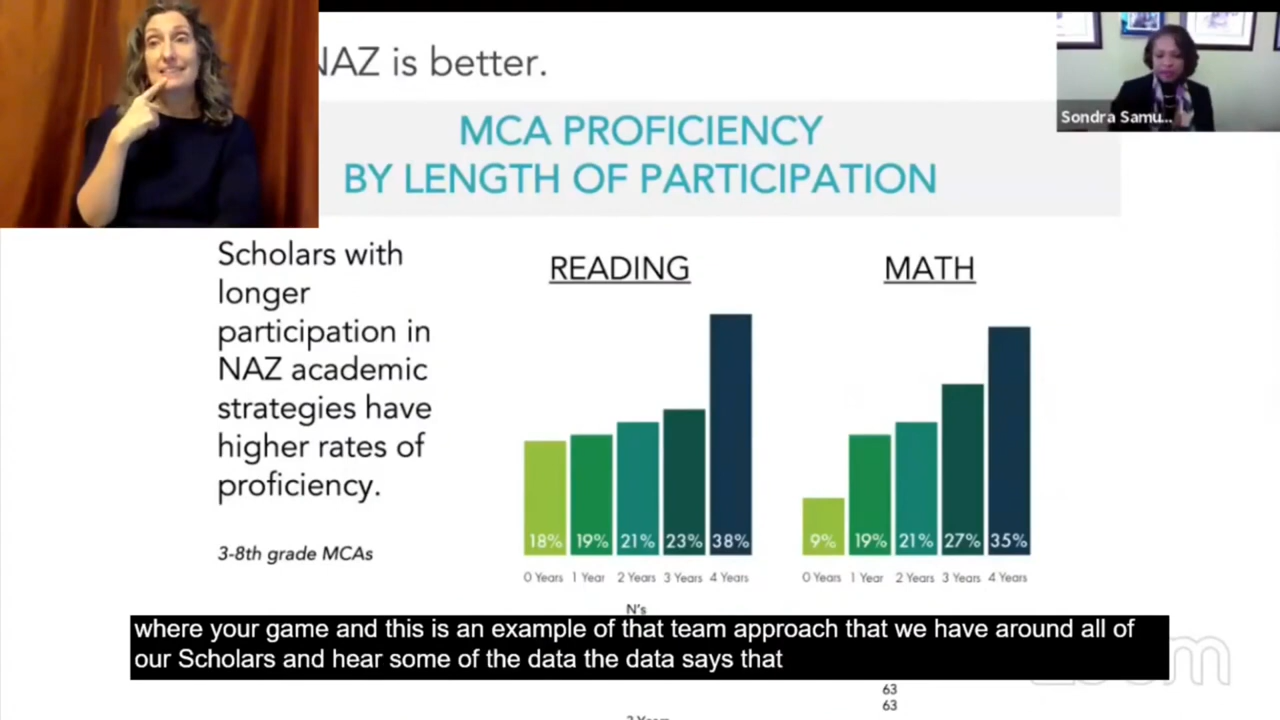 NAZ is better.
Sondra Samu...
MCA PROFICIENCY
BY LENGTH OF PARTICIPATION
Scholars with
longer
participation in
NAZ academic
strategies have
higher rates of
proficiency.
3-8th grade MCAs
READING
18% 19% 21% 23% 38%
0 Years 1 Year 2 Years 3 Years 4 Years
MATH
9% 19% 21% 27% 35%
0 Years 1 Year 2 Years 3 Years 4 Years
N's
where your game and this is an example of that team approach that we have around all of
our Scholars and hear some of the data the data says that
63
63